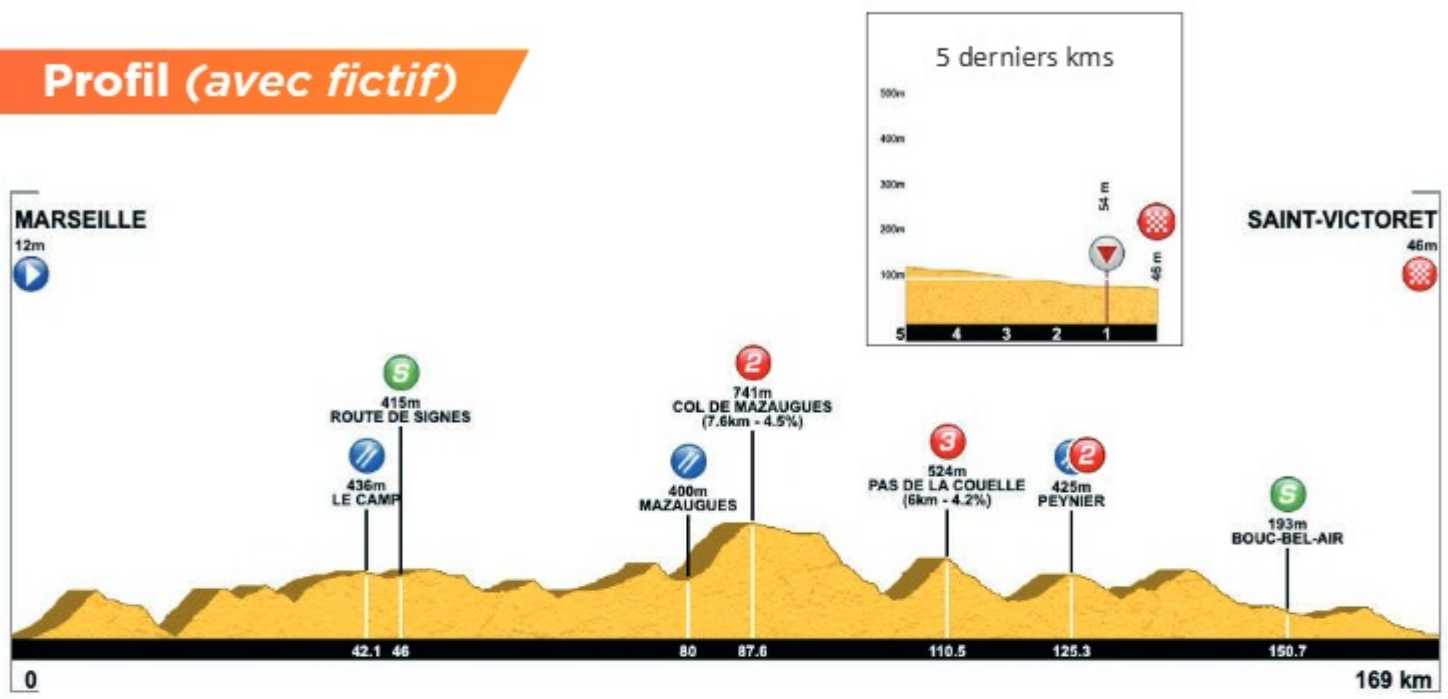 Profil (avec fictif)
5 derniers kms
500m
400m
300m
200m
100m
54 m
46 m
5 4 3 2 1
MARSEILLE
12m
SAINT-VICTORET
46m
S
415m
ROUTE DE SIGNES
436m
LE CAMP
2
741m
COL DE MAZAUGUES
(7.6km - 4.5%)
400m
MAZAUGUES
3
524m
PAS DE LA COUELLE
(6km - 4.2%)
2
425m
PEYNIER
S
193m
BOUC-BEL-AIR
42.1 46 80 87.6 110.5 125.3 150.7
0 169 km